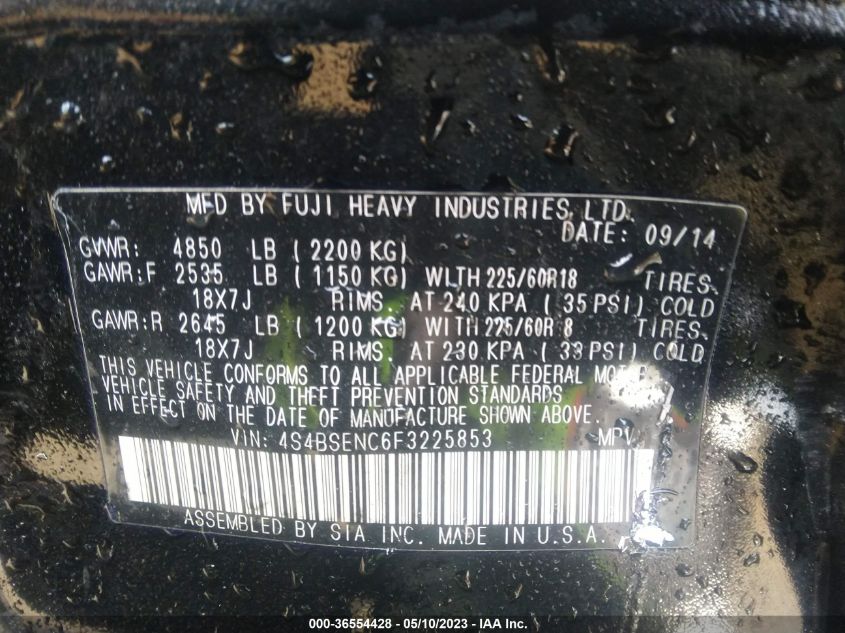 MFD BY FUJI HEAVY INDUSTRIES LTD.
DATE: 09/14
GVWR: 4850 LB ( 2200 KG)
GAWR:F 2535 LB ( 1150 KG) WITH 225/60R18 TIRES.
18X7J RIMS. AT 240 KPA ( 35 PSI) COLD
GAWR:R 2645 LB ( 1200 KG) WITH 225/60R 8 TIRES.
18X7J RIMS. AT 230 KPA ( 33 PSI) COLD
THIS VEHICLE CONFORMS TO ALL APPLICABLE FEDERAL MOTOR
VEHICLE SAFETY AND THEFT PREVENTION STANDARDS
IN EFFECT ON THE DATE OF MANUFACTURE SHOWN ABOVE.
VIN: 4S4BSENC6F3225853 MPV
ASSEMBLED BY SIA INC. MADE IN U.S.A.
000-36554428 - 05/10/2023 - IAA Inc.